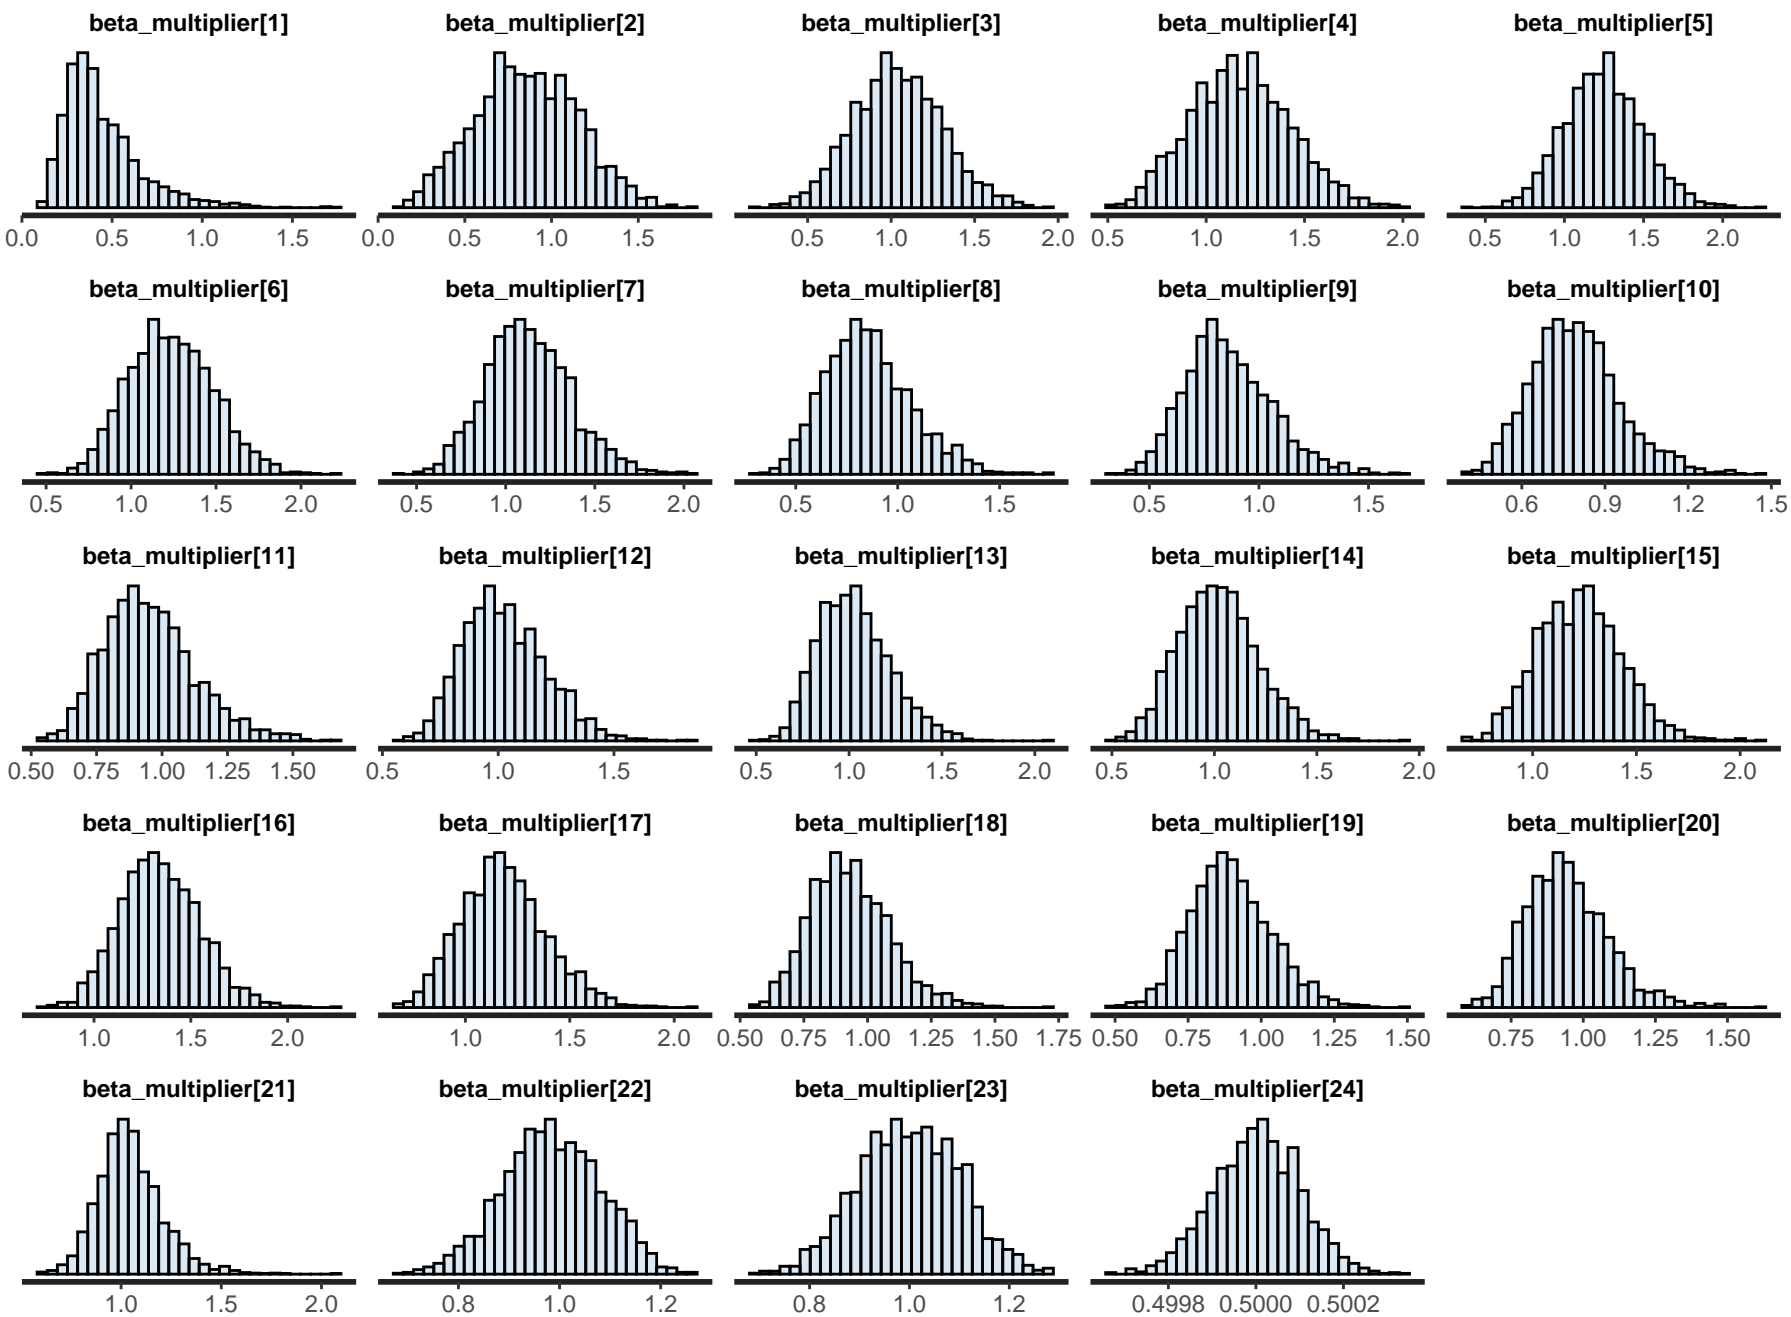 beta_multiplier[1] beta_multiplier[2] beta_multiplier[3] beta_multiplier[4] beta_multiplier[5]
0.0 0.5 1.0 1.5 0.0 0.5 1.0 1.5 0.5 1.0 1.5 2.0 0.5 1.0 1.5 2.0 0.5 1.0 1.5 2.0
beta_multiplier[6] beta_multiplier[7] beta_multiplier[8] beta_multiplier[9] beta_multiplier[10]
0.5 1.0 1.5 2.0 0.5 1.0 1.5 2.0 0.5 1.0 1.5 0.5 1.0 1.5 0.6 0.9 1.2 1.5
beta_multiplier[11] beta_multiplier[12] beta_multiplier[13] beta_multiplier[14] beta_multiplier[15]
0.50 0.75 1.00 1.25 1.50 0.5 1.0 1.5 0.5 1.0 1.5 2.0 0.5 1.0 1.5 2.0 1.0 1.5 2.0
beta_multiplier[16] beta_multiplier[17] beta_multiplier[18] beta_multiplier[19] beta_multiplier[20]
1.0 1.5 2.0 1.0 1.5 2.0 0.50 0.75 1.00 1.25 1.75 0.50 0.75 1.00 1.25 1.50 0.75 1.00 1.25 1.50
beta_multiplier[21] beta_multiplier[22] beta_multiplier[23] beta_multiplier[24]
1.0 1.5 2.0 0.8 1.0 1.2 0.8 1.0 1.2 0.4998 0.5000 0.5002